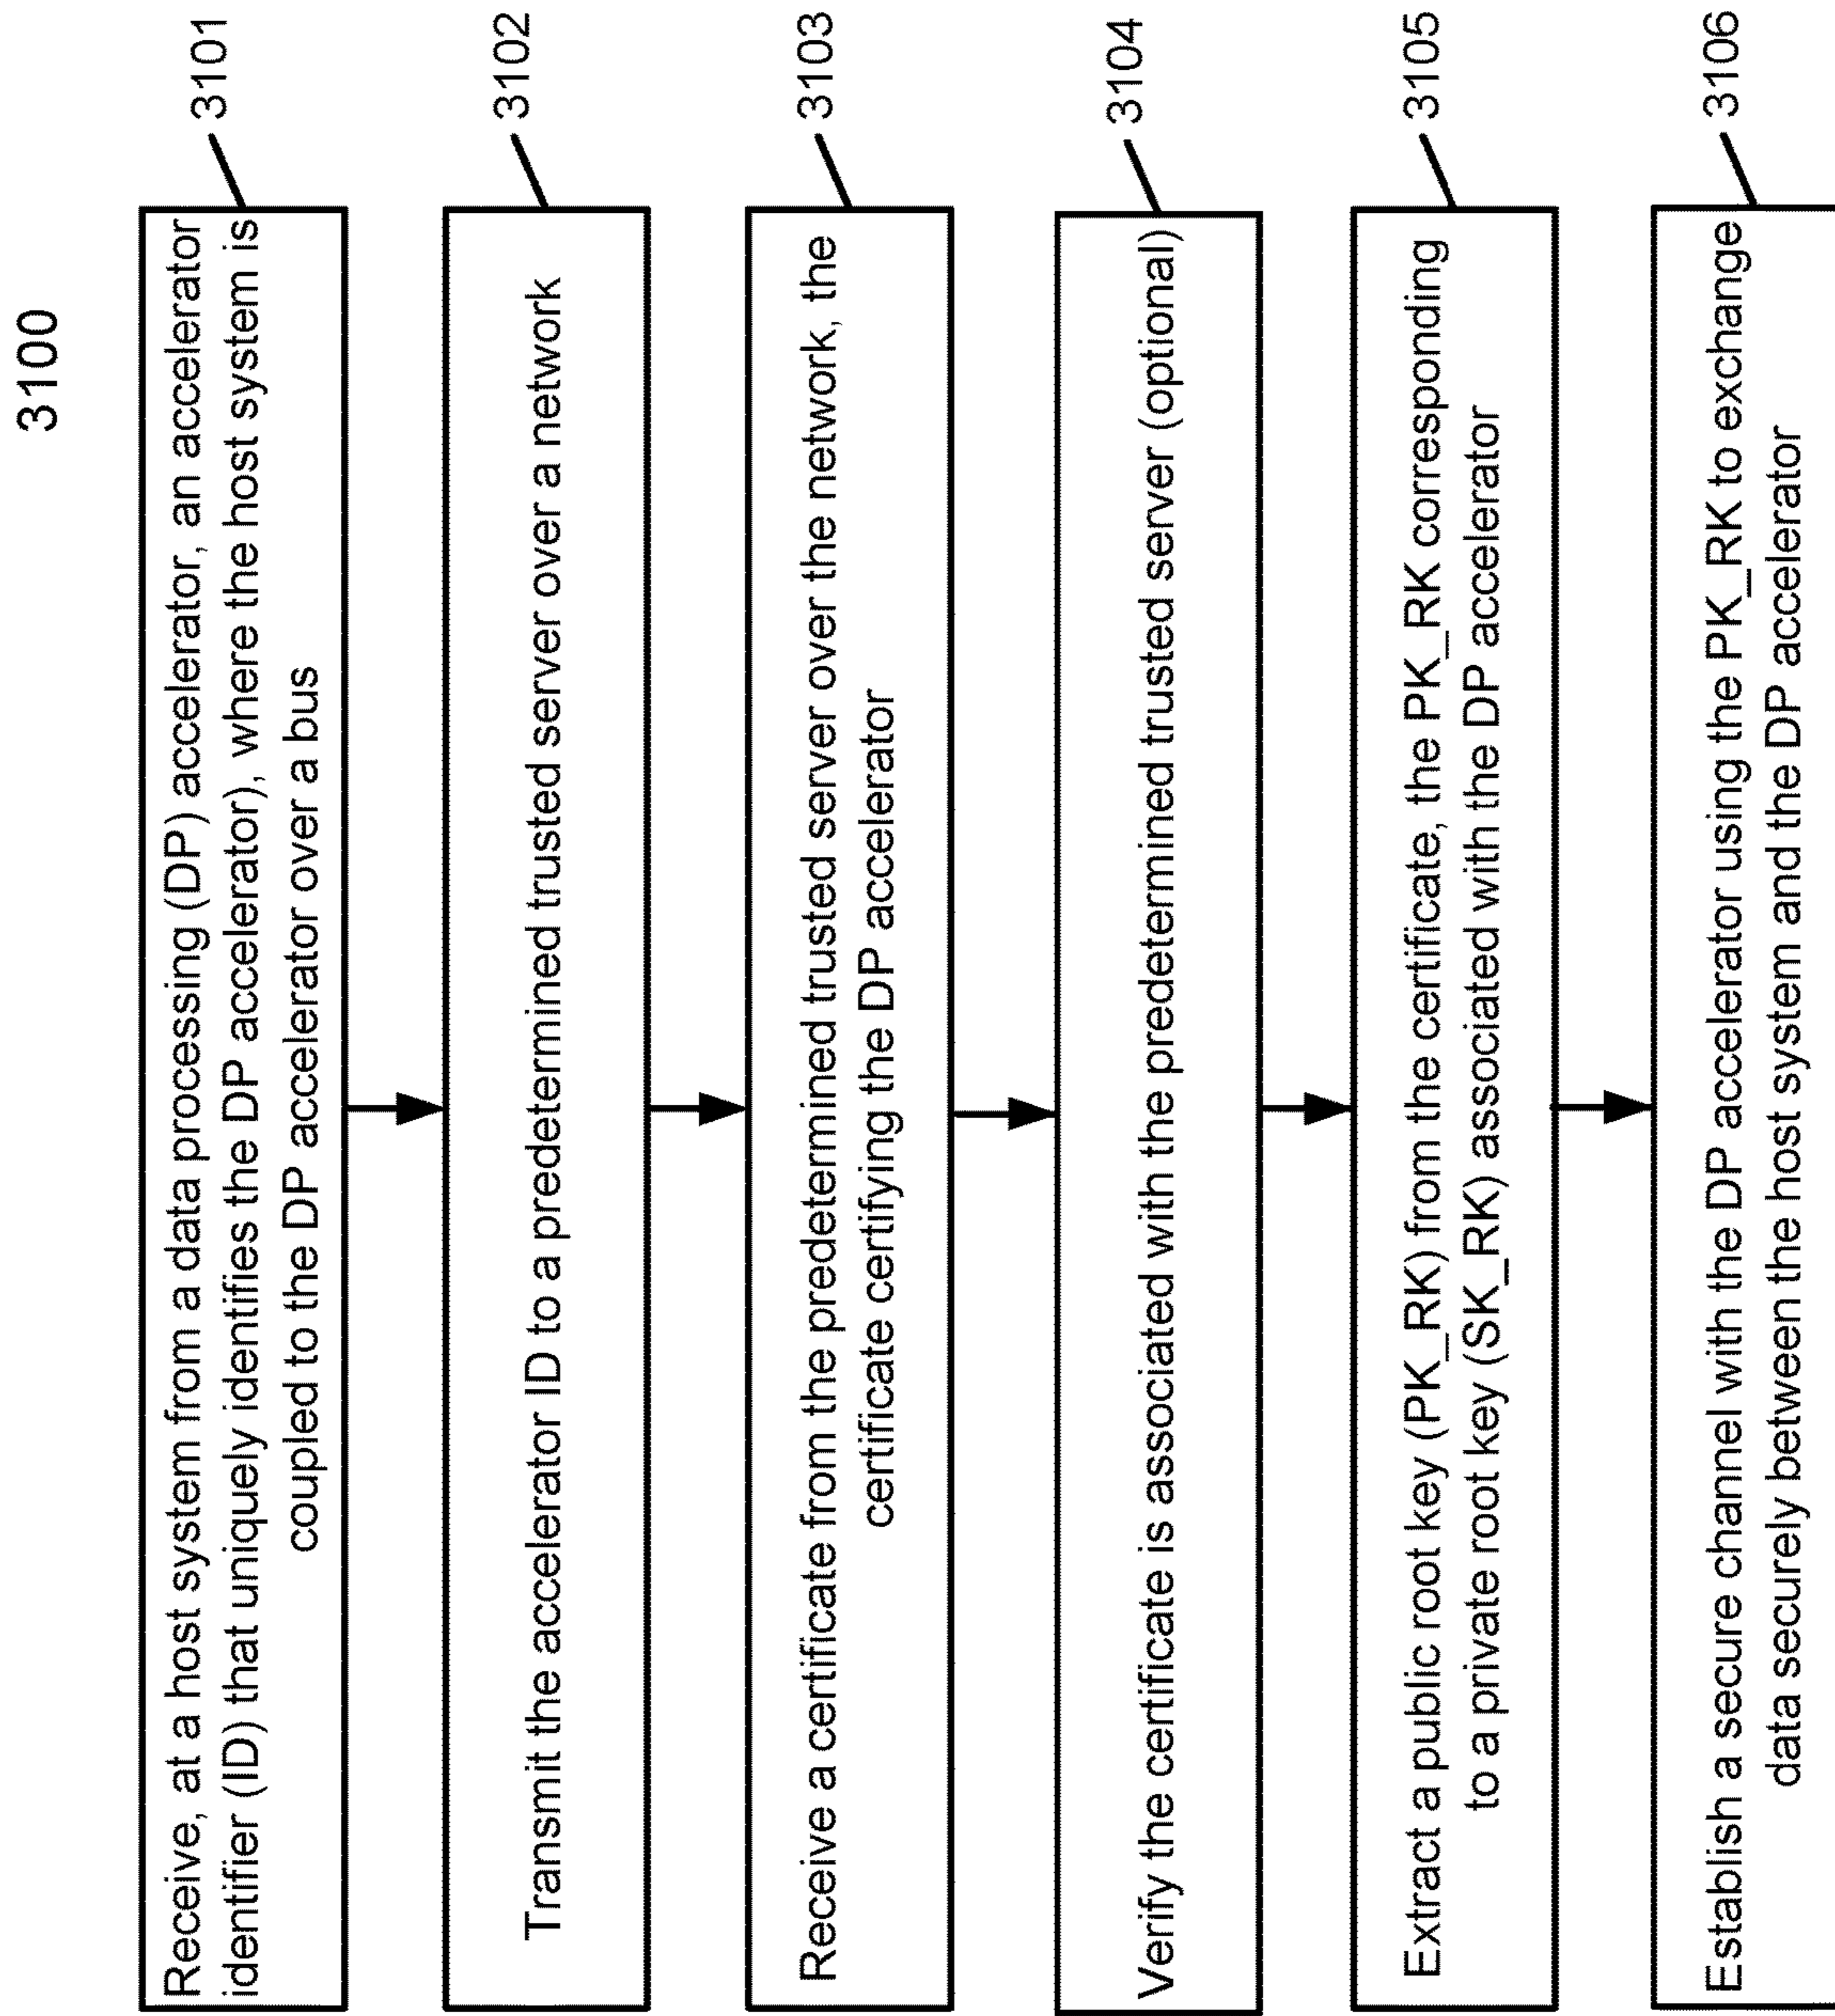 3100
Receive, at a host system from a data processing (DP) accelerator, an accelerator
identifier (ID) that uniquely identifies the DP accelerator), where the host system is
coupled to the DP accelerator over a bus
3101
Transmit the accelerator ID to a predetermined trusted server over a network
3102
Receive a certificate from the predetermined trusted server over the network, the
certificate certifying the DP accelerator
3103
Verify the certificate is associated with the predetermined trusted server (optional)
3104
Extract a public root key (PK_RK) from the certificate, the PK_RK corresponding
to a private root key (SK_RK) associated with the DP accelerator
3105
Establish a secure channel with the DP accelerator using the PK_RK to exchange
data securely between the host system and the DP accelerator
3106